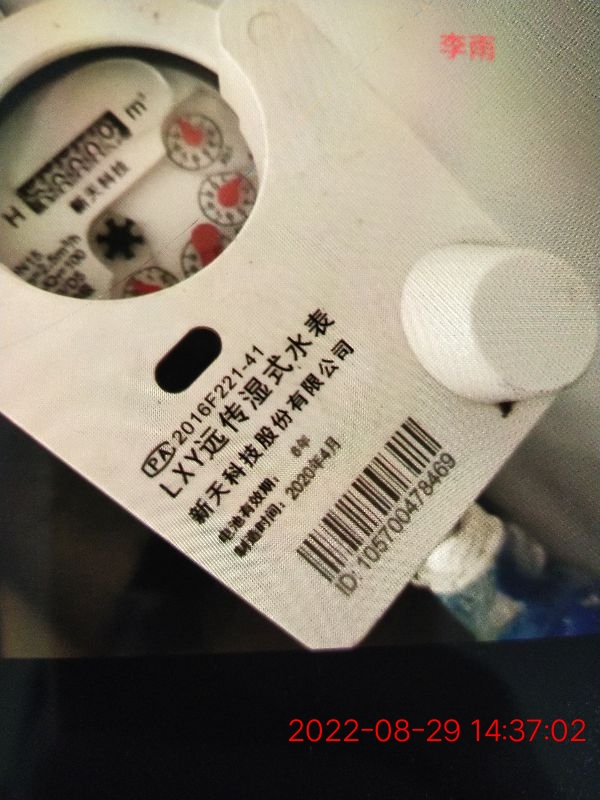 李雨
m³
H
新天科技
PA 2016F221-41
LXY远传湿式水表
新天科技股份有限公司
电池有效期: 8年
制造时间: 2020年4月
ID: 105700478469
2022-08-29 14:37:02